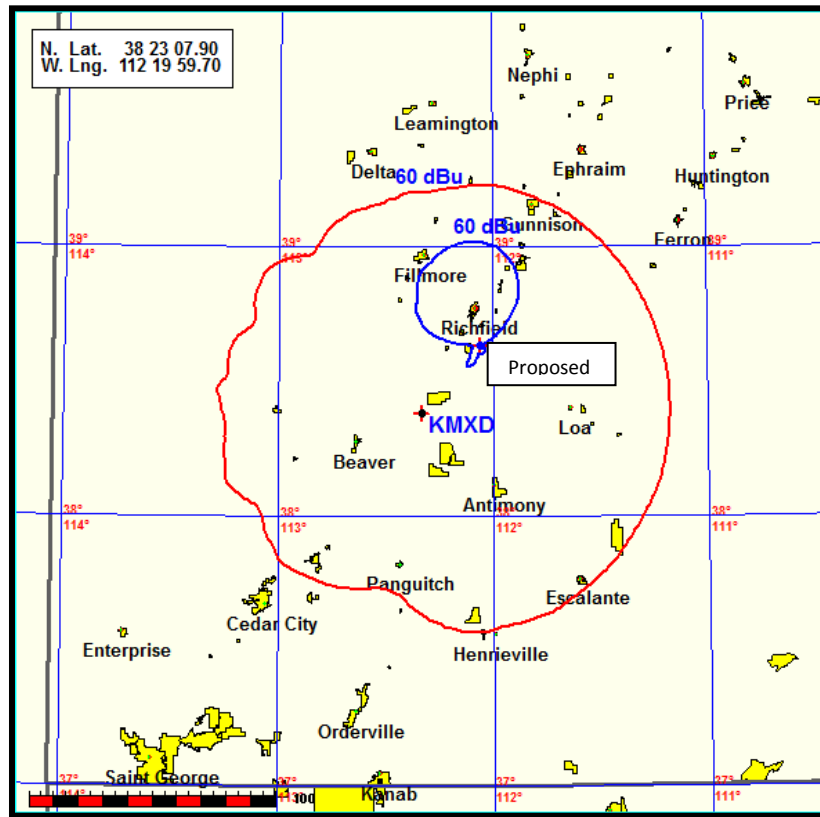 N. Lat. 38 23 07.90
W. Lng. 112 19 59.70
Nephi
Price
Leamington
Delta
Ephraim
Huntington
60 dBu
60 dBu
Gunnison
Ferron
39°
114°
39°
113°
39°
112°
39°
111°
Fillmore
Richfield
Proposed
KMXD
Loa
Beaver
Antimony
38°
114°
38°
113°
38°
112°
38°
111°
Panguitch
Escalante
Cedar City
Enterprise
Henrieville
Orderville
Saint George
Kanab
37°
114°
37°
113°
37°
112°
37°
111°
100